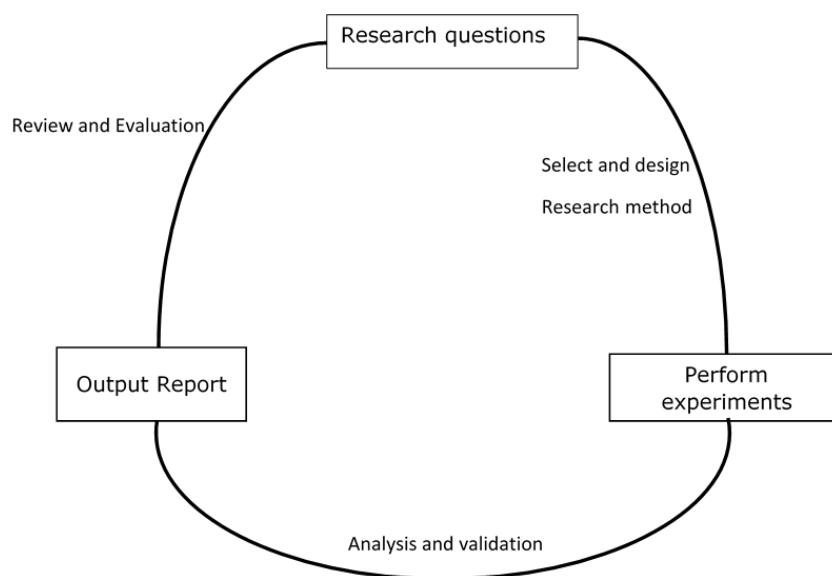 Research questions
Review and Evaluation
Select and design
Research method
Output Report
Perform
experiments
Analysis and validation